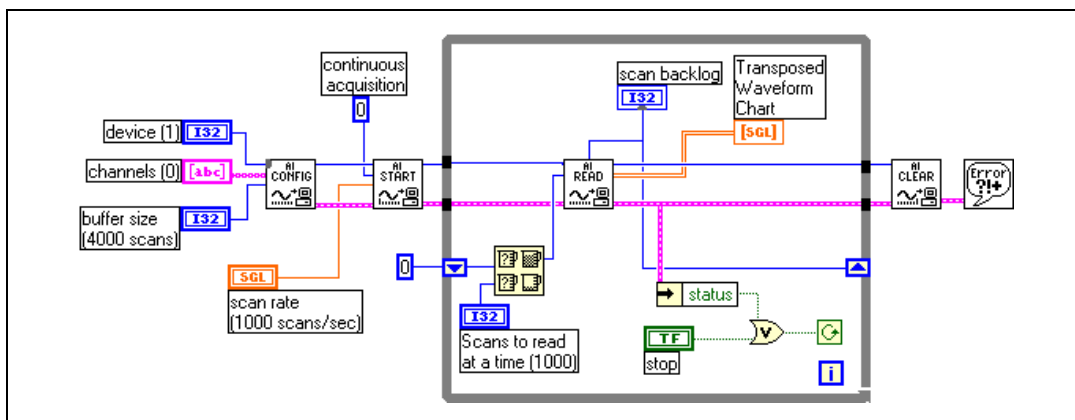 continuous
acquisition
0
device (1)
I32
channels (0)
[abc]
buffer size
(4000 scans)
I32
SGL
scan rate
(1000 scans/sec)
AI
CONFIG
AI
START
scan backlog
I32
Transposed
Waveform
Chart
[SGL]
AI
READ
0
I32
Scans to read
at a time (1000)
status
TF
stop
V
i
AI
CLEAR
Error
?!+